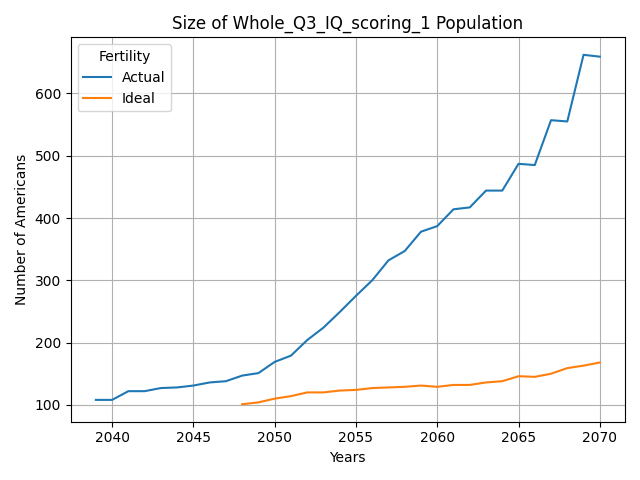 Size of Whole_Q3_IQ_scoring_1 Population
Fertility
Actual
Ideal
Number of Americans
600
500
400
300
200
100
2040 2045 2050 2055 2060 2065 2070
Years